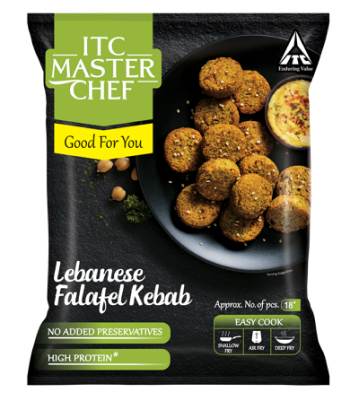 ITC
MASTER
CHEF
Enduring Value
Good For You
Lebanese
Falafel Kebab
Approx. No. of pcs. 18*
NO ADDED PRESERVATIVES
HIGH PROTEIN*
EASY COOK
SHALLOW
FRY
AIR FRY
DEEP FRY